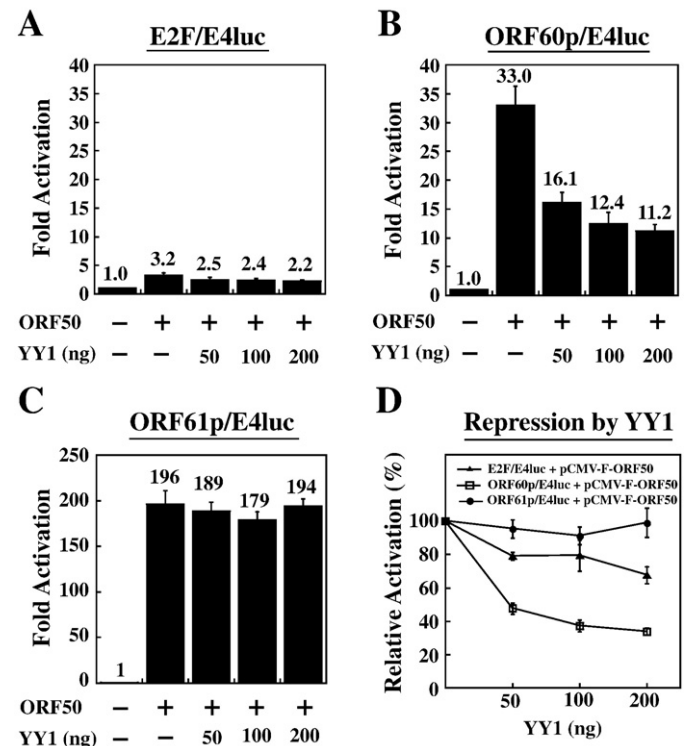 A
E2F/E4luc
Fold Activation
40
35
30
25
20
15
10
5
0
1.0 3.2 2.5 2.4 2.2
ORF50 − + + + +
YY1 (ng) − − 50 100 200
B
ORF60p/E4luc
Fold Activation
40
35
30
25
20
15
10
5
0
1.0 33.0 16.1 12.4 11.2
ORF50 − + + + +
YY1 (ng) − − 50 100 200
C
ORF61p/E4luc
Fold Activation
250
200
150
100
50
0
1 196 189 179 194
ORF50 − + + + +
YY1 (ng) − − 50 100 200
D
Repression by YY1
E2F/E4luc + pCMV-F-ORF50
ORF60p/E4luc + pCMV-F-ORF50
ORF61p/E4luc + pCMV-F-ORF50
Relative Activation (%)
100
80
60
40
20
0
50 100 200
YY1 (ng)